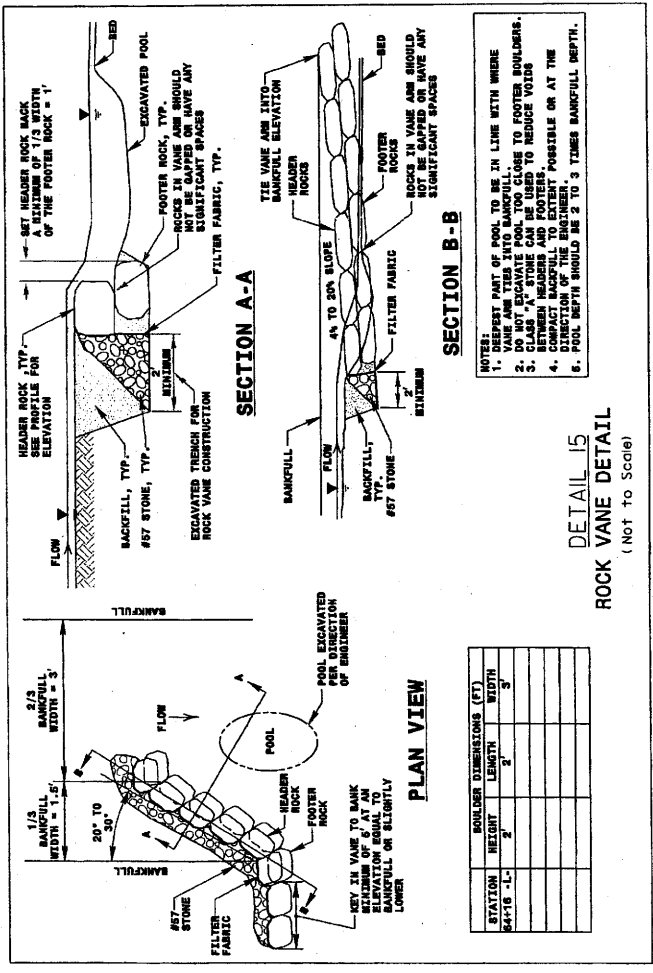 1/3
BANKFULL
WIDTH = 1.5'
2/3
BANKFULL
WIDTH = 3'
20° TO
30°
BANKFULL
BANKFULL
FLOW
A
A
B
B
POOL
#57
STONE
FILTER
FABRIC
HEADER
ROCK
FOOTER
ROCK
POOL EXCAVATED
PER DIRECTION
OF ENGINEER
KEY IN VANE TO BANK
MINIMUM OF 2' AT AN
ELEVATION EQUAL TO
BANKFULL OR SLIGHTLY
LOWER
PLAN VIEW
BOULDER DIMENSIONS (FT)
STATION HEIGHT LENGTH WIDTH
64+16 -L- 2' 2' 3'
HEADER ROCK ,TYP.
SEE PROFILE FOR
ELEVATION
SET HEADER ROCK BACK
A MINIMUM OF 1/3 WIDTH
OF THE FOOTER ROCK = 1'
FLOW
BED
EXCAVATED POOL
FOOTER ROCK, TYP.
ROCKS IN VANE ARM SHOULD
NOT BE GAPPED OR HAVE ANY
SIGNIFICANT SPACES
FILTER FABRIC, TYP.
BACKFILL, TYP.
#57 STONE, TYP.
2'
MINIMUM
EXCAVATED TRENCH FOR
ROCK VANE CONSTRUCTION
SECTION A-A
TIE VANE ARM INTO
BANKFULL ELEVATION
HEADER
ROCKS
4% TO 20% SLOPE
BANKFULL
FLOW
BED
FOOTER
ROCKS
ROCKS IN VANE ARM SHOULD
NOT BE GAPPED OR HAVE ANY
SIGNIFICANT SPACES
FILTER FABRIC
BACKFILL,
TYP.
#57 STONE
2'
MINIMUM
SECTION B-B
NOTES:
1. DEEPEST PART OF POOL TO BE IN LINE WITH WHERE
VANE ARM TIES INTO BANKFULL.
2. DO NOT EXCAVATE POOL TOO CLOSE TO FOOTER BOULDERS.
3. CLASS "A" STONE CAN BE USED TO REDUCE VOIDS
BETWEEN HEADERS AND FOOTERS.
4. COMPACT BACKFULL TO EXTENT POSSIBLE OR AT THE
DIRECTION OF THE ENGINEER.
5. POOL DEPTH SHOULD BE 2 TO 3 TIMES BANKFULL DEPTH.
DETAIL 15
ROCK VANE DETAIL
(Not to Scale)